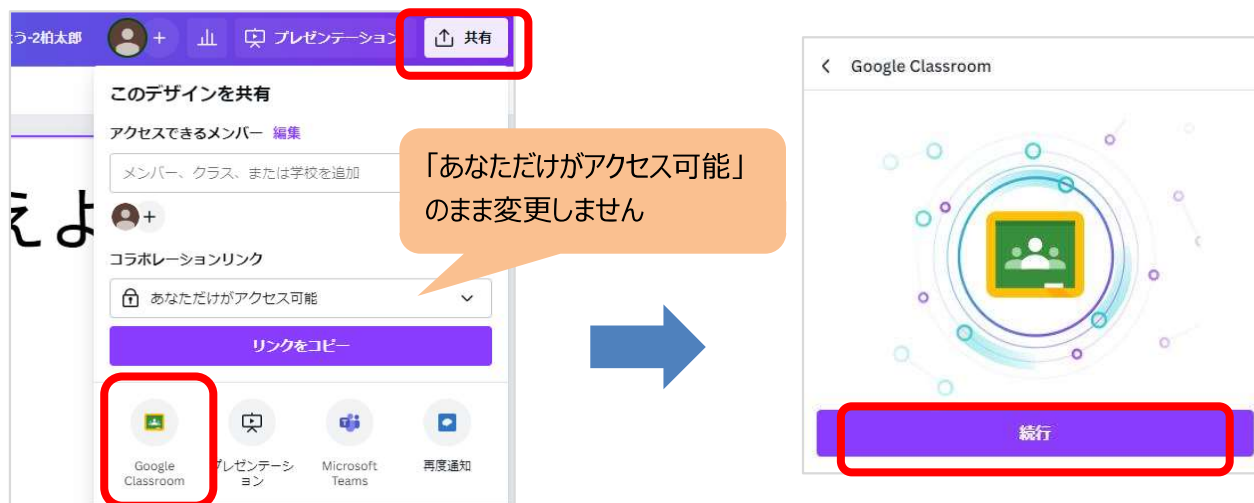 う-2柏太郎
+
プレゼンテーション
共有
このデザインを共有
アクセスできるメンバー 編集
メンバー、クラス、または学校を追加
+
えよ
コラボレーションリンク
あなただけがアクセス可能
リンクをコピー
Google
Classroom
プレゼンテーシ
ョン
Microsoft
Teams
再度通知
「あなただけがアクセス可能」
のまま変更しません
Google Classroom
続行